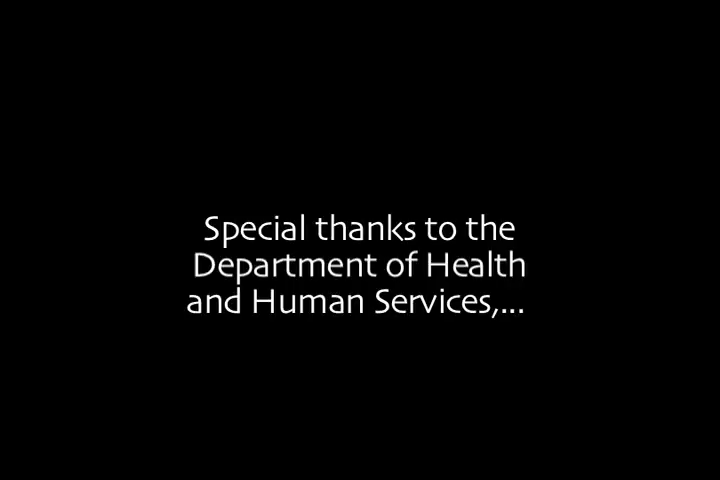 Special thanks to the
Department of Health
and Human Services,...